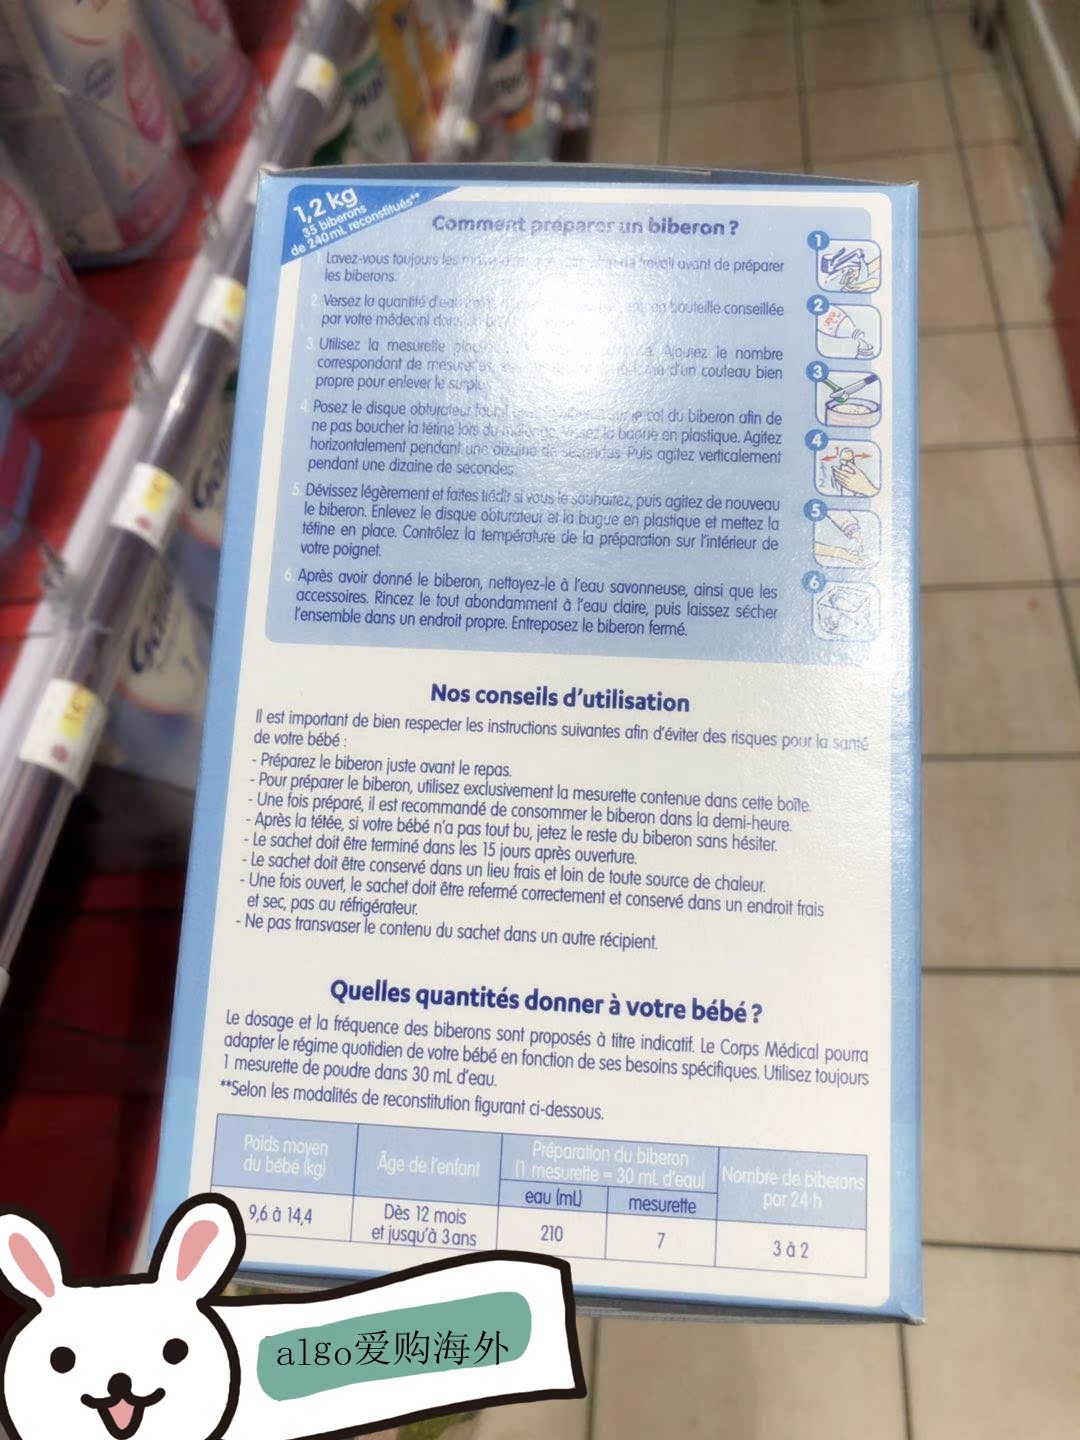 1,2 kg
35 biberons
de 240 mL reconstitués**
Comment préparer un biberon ?
1 Lavez-vous toujours les travail avant de préparer
les biberons.
2 Versez la quantité d'eau en bouteille conseillée
par votre médecin) dans un
3 Utilisez la mesurette Ajoutez le nombre
correspondant de mesurettes d'un couteau bien
propre pour enlever le surplus
4 Posez le disque obturateur sur le col du biberon afin de
ne pas boucher la tétine lors du mélange. Vissez la bague en plastique. Agitez
horizontalement pendant une dizaine de secondes. Puis agitez verticalement
pendant une dizaine de secondes.
5 Dévissez légèrement et faites tiédir si vous le souhaitez, puis agitez de nouveau
le biberon. Enlevez le disque obturateur et la bague en plastique et mettez la
tétine en place. Contrôlez la température de la préparation sur l'intérieur de
votre poignet.
6. Après avoir donné le biberon, nettoyez-le à l'eau savonneuse, ainsi que les
accessoires. Rincez le tout abondamment à l'eau claire, puis laissez sécher
l'ensemble dans un endroit propre. Entreposez le biberon fermé.
1
2
3
4
5
6
Nos conseils d'utilisation
Il est important de bien respecter les instructions suivantes afin d'éviter des risques pour la santé
de votre bébé :
- Préparez le biberon juste avant le repas.
- Pour préparer le biberon, utilisez exclusivement la mesurette contenue dans cette boîte.
- Une fois préparé, il est recommandé de consommer le biberon dans la demi-heure.
- Après la tétée, si votre bébé n'a pas tout bu, jetez le reste du biberon sans hésiter.
- Le sachet doit être terminé dans les 15 jours après ouverture.
- Le sachet doit être conservé dans un lieu frais et loin de toute source de chaleur.
- Une fois ouvert, le sachet doit être refermé correctement et conservé dans un endroit frais
et sec, pas au réfrigérateur.
- Ne pas transvaser le contenu du sachet dans un autre récipient.
Quelles quantités donner à votre bébé ?
Le dosage et la fréquence des biberons sont proposés à titre indicatif. Le Corps Médical pourra
adapter le régime quotidien de votre bébé en fonction de ses besoins spécifiques. Utilisez toujours
1 mesurette de poudre dans 30 mL d'eau.
**Selon les modalités de reconstitution figurant ci-dessous.
Poids moyen
du bébé (kg)
Âge de l'enfant
Préparation du biberon
(1 mesurette = 30 mL d'eau)
eau (mL)
mesurette
Nombre de biberons
par 24 h
9,6 à 14,4
Dès 12 mois
et jusqu'à 3 ans
210
7
3 à 2
algo爱购海外